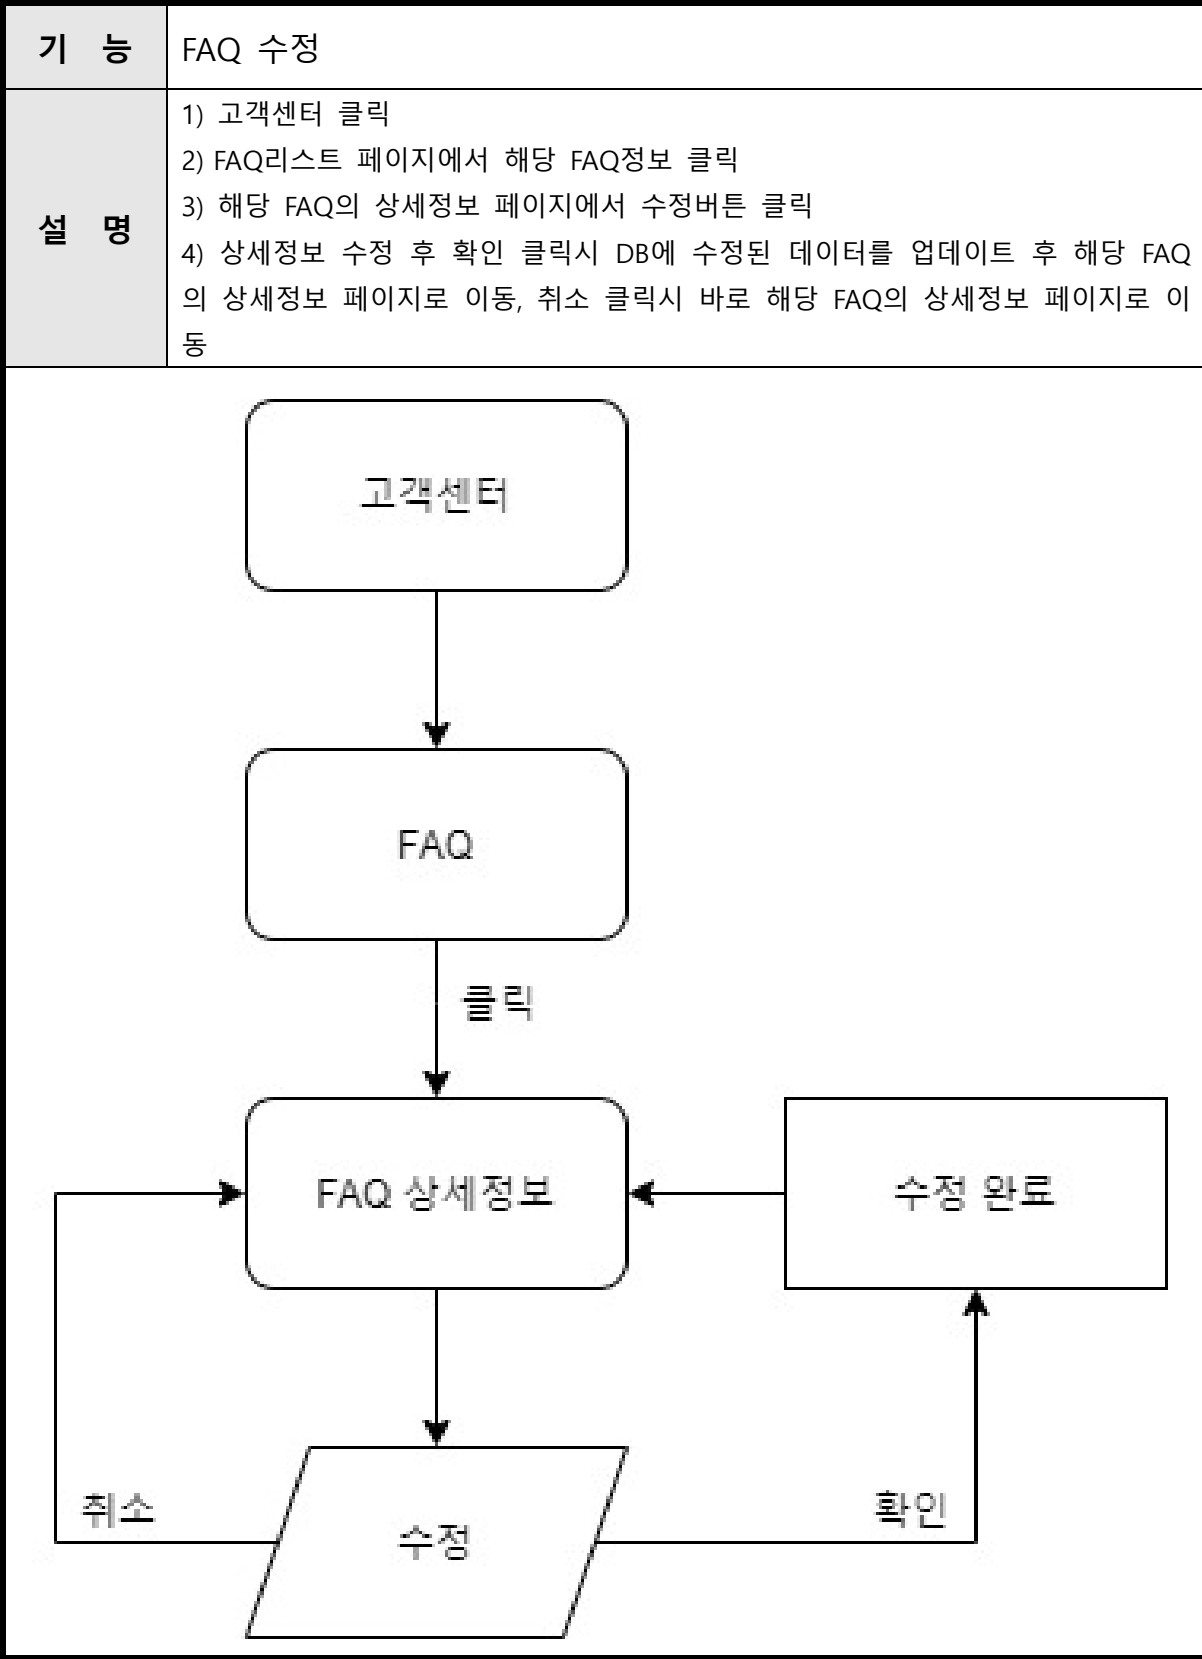 기 능
FAQ 수정
설 명
1) 고객센터 클릭
2) FAQ리스트 페이지에서 해당 FAQ정보 클릭
3) 해당 FAQ의 상세정보 페이지에서 수정버튼 클릭
4) 상세정보 수정 후 확인 클릭시 DB에 수정된 데이터를 업데이트 후 해당 FAQ
의 상세정보 페이지로 이동, 취소 클릭시 바로 해당 FAQ의 상세정보 페이지로 이
동
고객센터
FAQ
클릭
FAQ 상세정보
수정 완료
취소
수정
확인